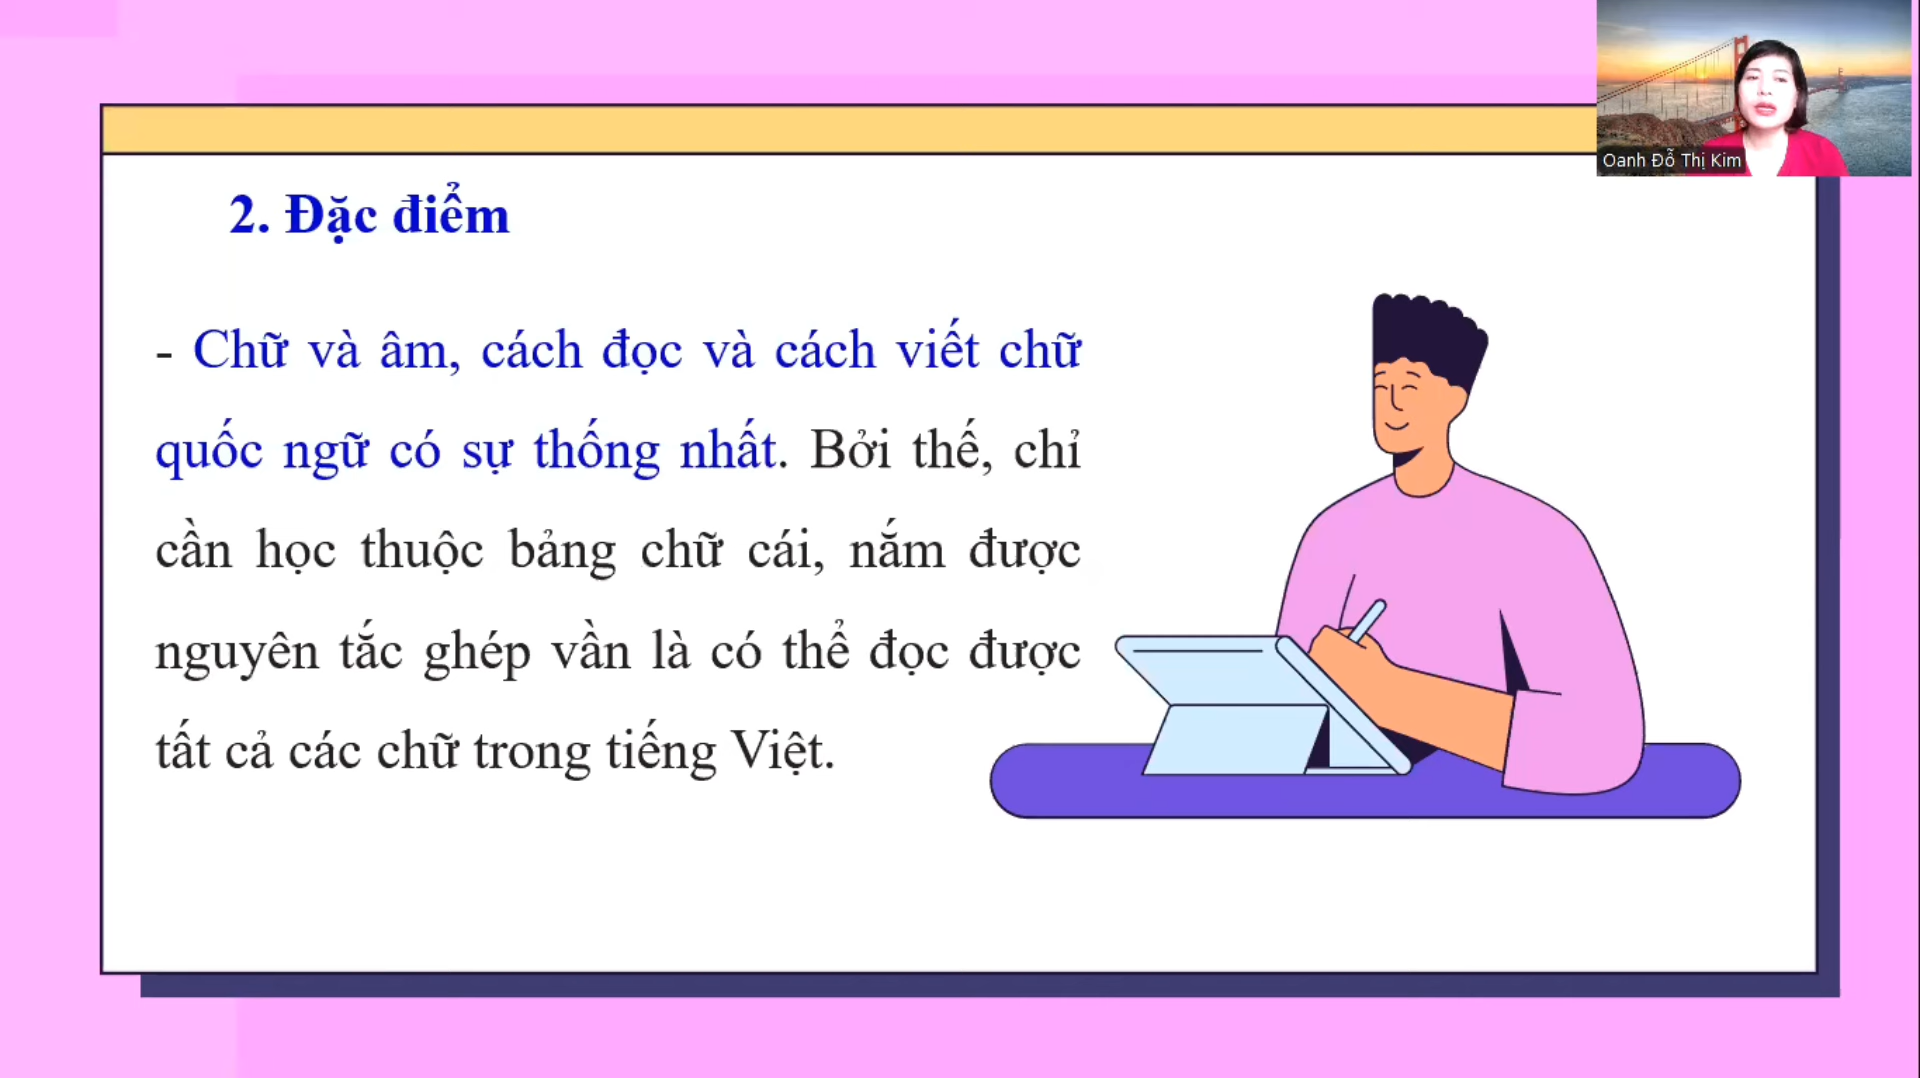 Oanh Đỗ Thị Kim
2. Đặc điểm
- Chữ và âm, cách đọc và cách viết chữ
quốc ngữ có sự thống nhất. Bởi thế, chỉ
cần học thuộc bảng chữ cái, nắm được
nguyên tắc ghép vần là có thể đọc được
tất cả các chữ trong tiếng Việt.